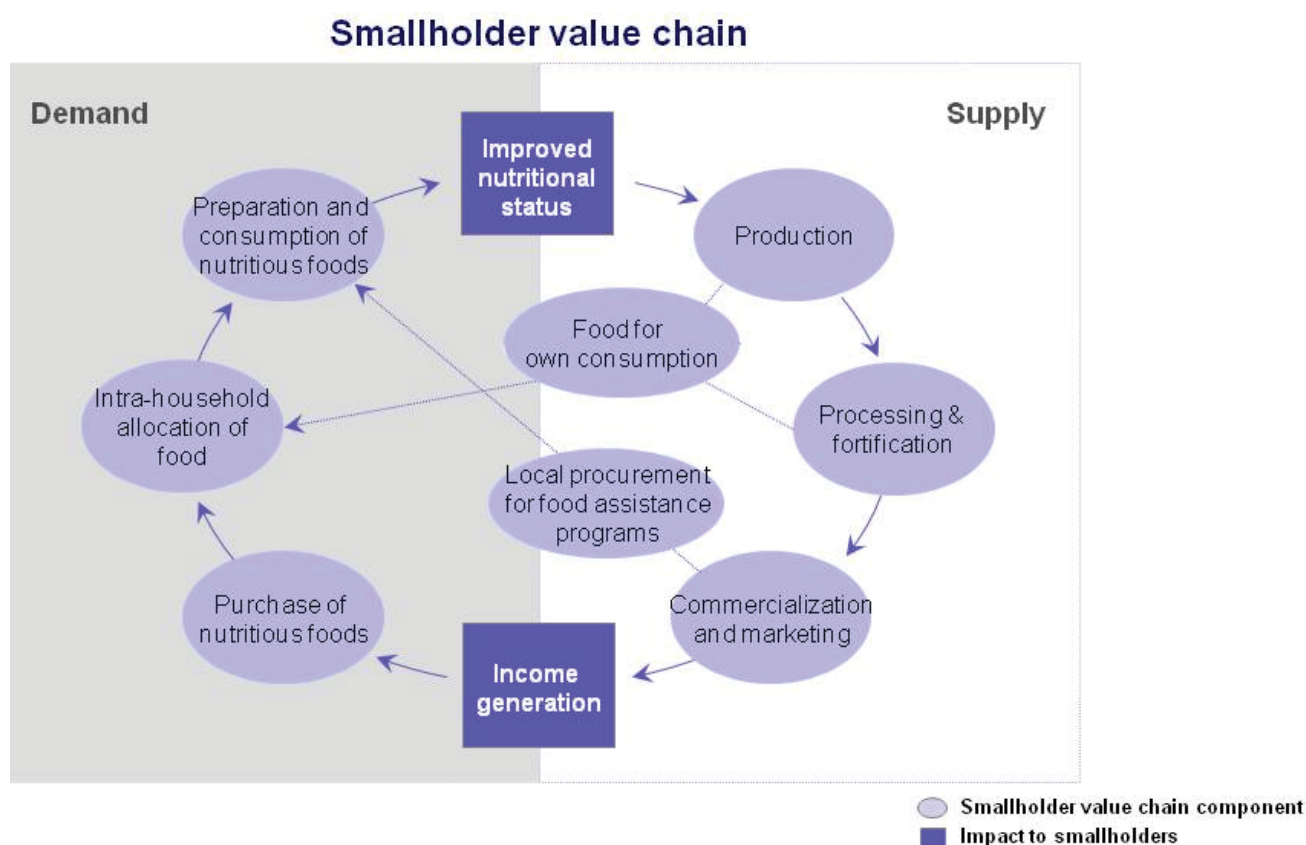 Smallholder value chain
Demand
Supply
Improved
nutritional
status
Preparation and
consumption of
nutritious foods
Production
Food for
own consumption
Intra-household
allocation of
food
Processing &
fortification
Local procurement
for food assistance
programs
Purchase of
nutritious foods
Commercialization
and marketing
Income
generation
Smallholder value chain component
Impact to smallholders